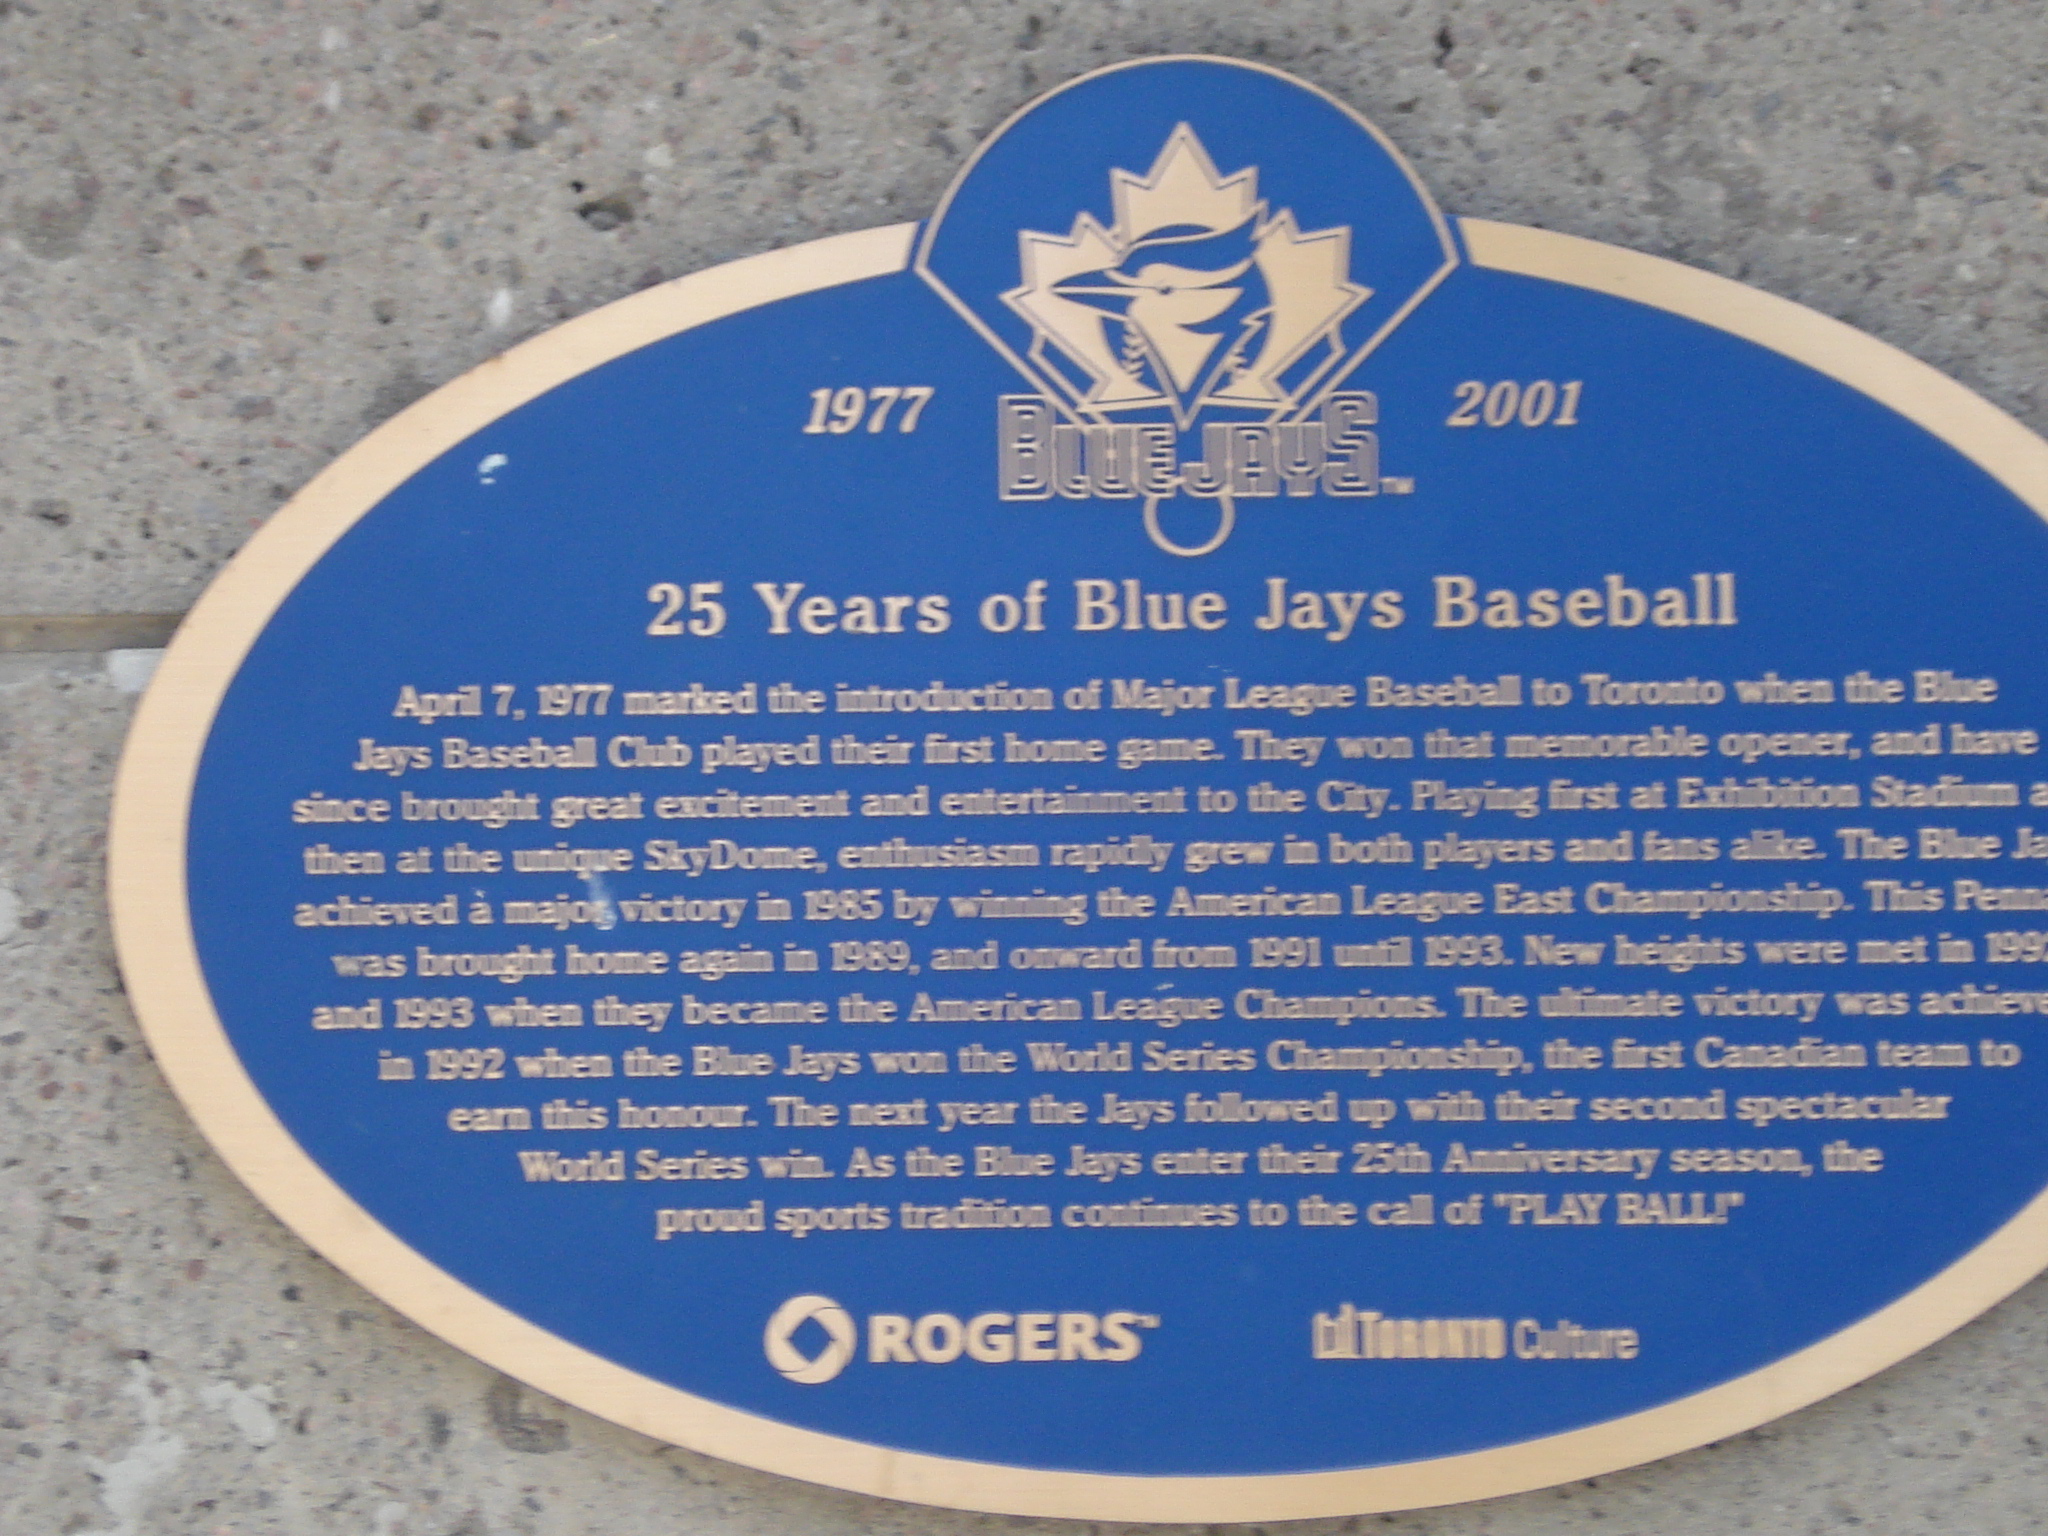 1977
2001
BLUE JAYS™
25 Years of Blue Jays Baseball
April 7, 1977 marked the introduction of Major League Baseball to Toronto when the Blue
Jays Baseball Club played their first home game. They won that memorable opener, and have
since brought great excitement and entertainment to the City. Playing first at Exhibition Stadium
then at the unique SkyDome, enthusiasm rapidly grew in both players and fans alike. The Blue
achieved a major victory in 1985 by winning the American League East Championship. This
was brought home again in 1989, and onward from 1991 until 1993. New heights were met in
and 1993 when they became the American League Champions. The ultimate victory was
in 1992 when the Blue Jays won the World Series Championship, the first Canadian team to
earn this honour. The next year the Jays followed up with their second spectacular
World Series win. As the Blue Jays enter their 25th Anniversary season, the
proud sports tradition continues to the call of "PLAY BALL!"
ROGERS™
TORONTO Culture